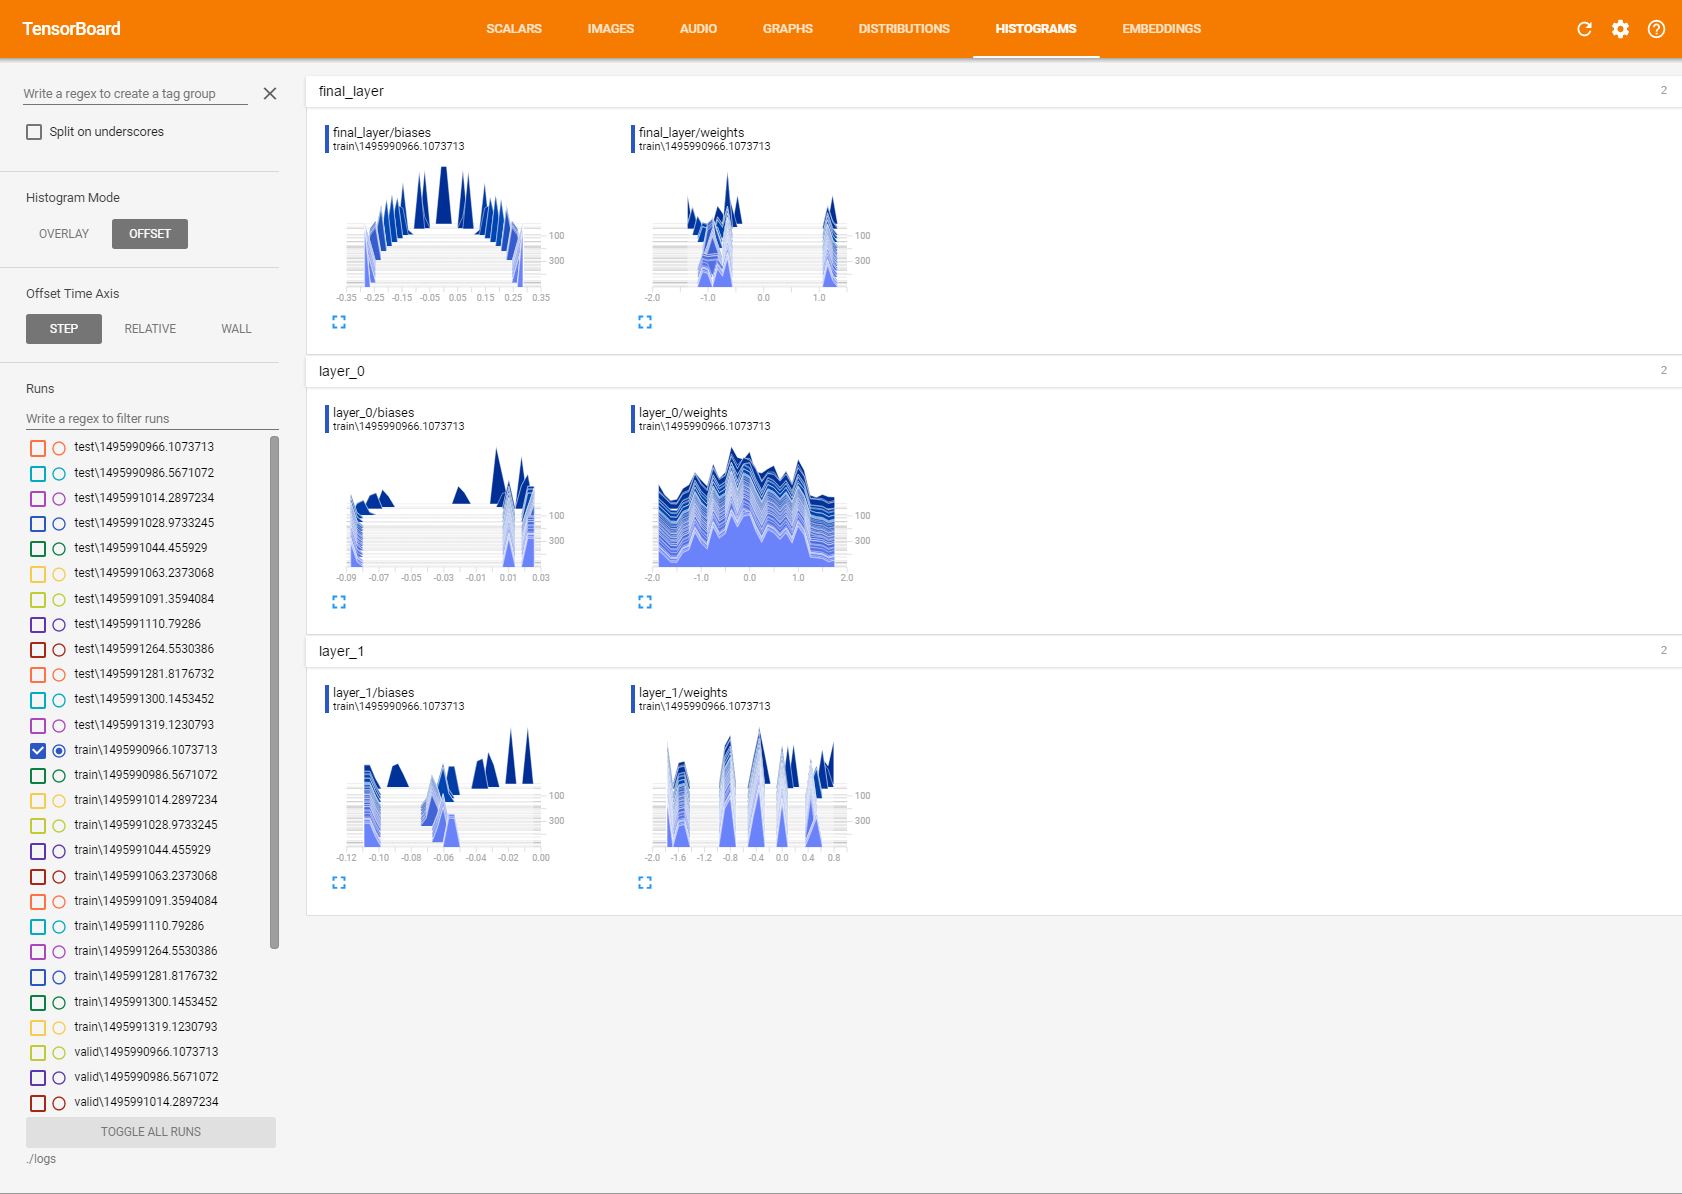 TensorBoard
SCALARS IMAGES AUDIO GRAPHS DISTRIBUTIONS HISTOGRAMS EMBEDDINGS
Write a regex to create a tag group
Split on underscores
Histogram Mode
OVERLAY OFFSET
Offset Time Axis
STEP RELATIVE WALL
Runs
Write a regex to filter runs
test\1495990966.1073713
test\1495990986.5671072
test\1495991014.2897234
test\1495991028.9733245
test\1495991044.455929
test\1495991063.2373068
test\1495991091.3594084
test\1495991110.79286
test\1495991264.5530386
test\1495991281.8176732
test\1495991300.1453452
test\1495991319.1230793
train\1495990966.1073713
train\1495990986.5671072
train\1495991014.2897234
train\1495991028.9733245
train\1495991044.455929
train\1495991063.2373068
train\1495991091.3594084
train\1495991110.79286
train\1495991264.5530386
train\1495991281.8176732
train\1495991300.1453452
train\1495991319.1230793
valid\1495990966.1073713
valid\1495990986.5671072
valid\1495991014.2897234
TOGGLE ALL RUNS
./logs
final_layer 2
final_layer/biases
train\1495990966.1073713
100
300
-0.35 -0.25 -0.15 -0.05 0.05 0.15 0.25 0.35
final_layer/weights
train\1495990966.1073713
100
300
-2.0 -1.0 0.0 1.0
layer_0 2
layer_0/biases
train\1495990966.1073713
100
300
-0.09 -0.07 -0.05 -0.03 -0.01 0.01 0.03
layer_0/weights
train\1495990966.1073713
100
300
-2.0 -1.0 0.0 1.0 2.0
layer_1 2
layer_1/biases
train\1495990966.1073713
100
300
-0.12 -0.10 -0.08 -0.06 -0.04 -0.02 0.00
layer_1/weights
train\1495990966.1073713
100
300
-2.0 -1.6 -1.2 -0.8 -0.4 0.0 0.4 0.8